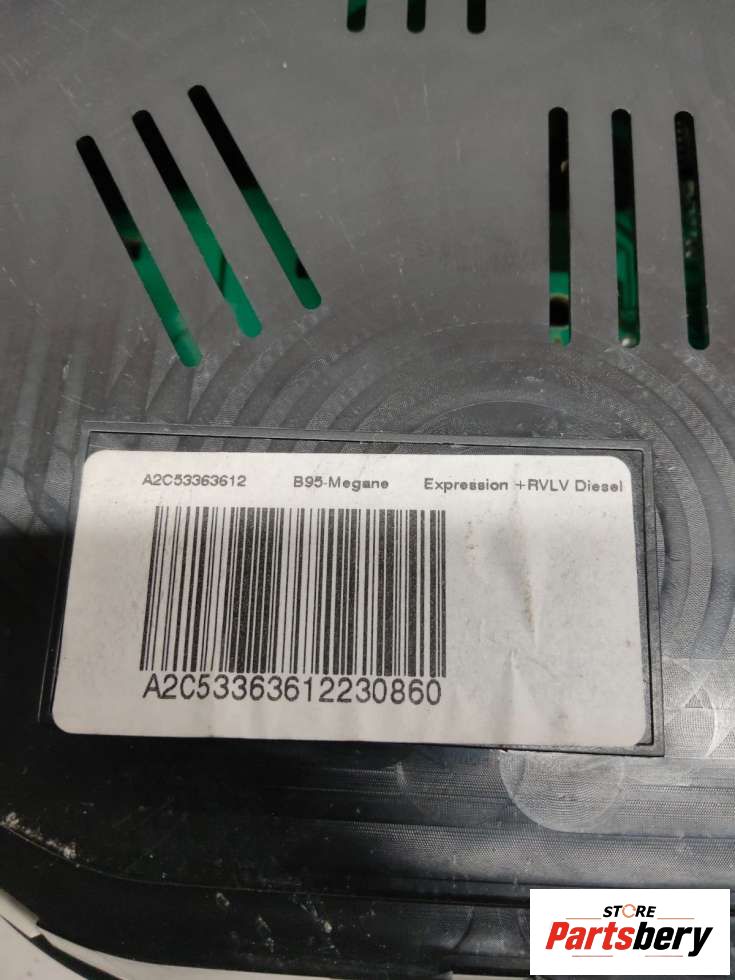 A2C53363612 B95-Megane Expression +RVLV Diesel
A2C53363612230860
STORE
Partsbery